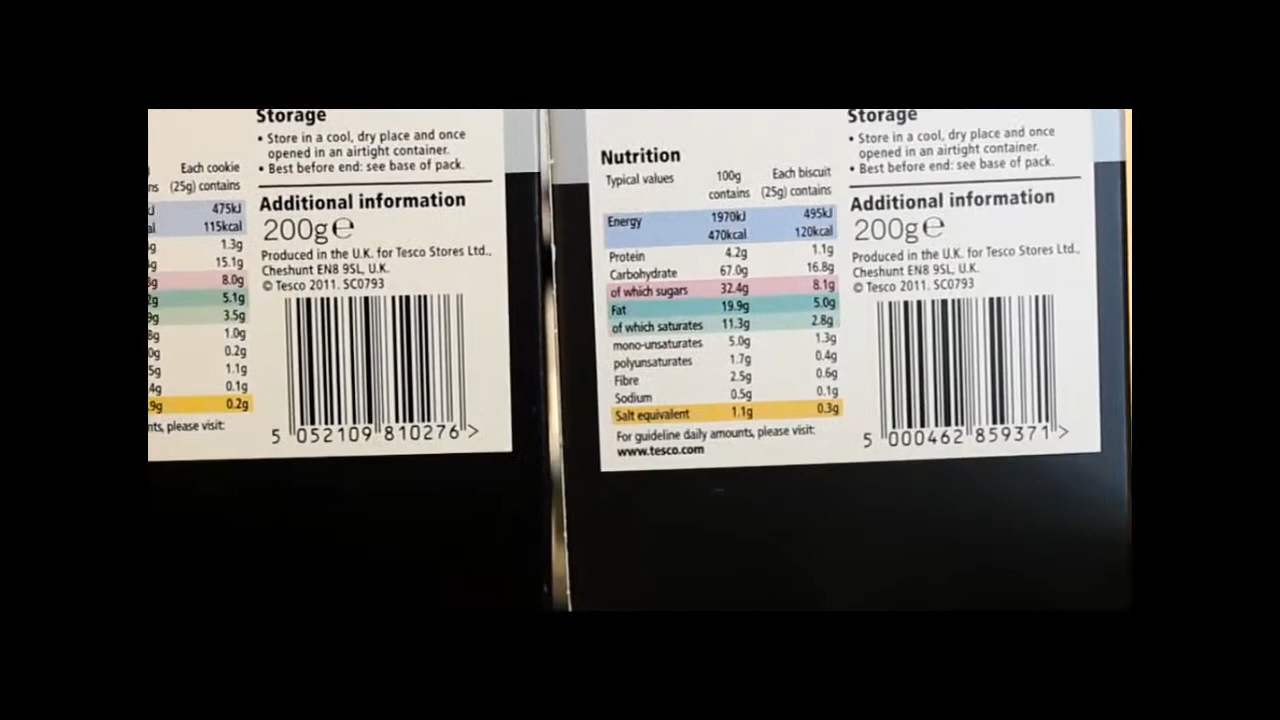 Storage
• Store in a cool, dry place and once
opened in an airtight container.
• Best before end: see base of pack.
Each cookie
(25g) contains
475kJ
115kcal
1.3g
15.1g
8.0g
5.1g
3.5g
1.0g
0.2g
1.1g
0.1g
0.2g
please visit:
Additional information
200g℮
Produced in the U.K. for Tesco Stores Ltd.,
Cheshunt EN8 9SL, U.K.
© Tesco 2011. SC0793
5 052109 810276 >
Nutrition
Typical values 100g contains Each biscuit (25g) contains
Energy 1970kJ 495kJ
470kcal 120kcal
Protein 4.2g 1.1g
Carbohydrate 67.0g 16.8g
of which sugars 32.4g 8.1g
Fat 19.9g 5.0g
of which saturates 11.3g 2.8g
mono-unsaturates 5.0g 1.3g
polyunsaturates 1.7g 0.4g
Fibre 2.5g 0.6g
Sodium 0.5g 0.1g
Salt equivalent 1.1g 0.3g
For guideline daily amounts, please visit:
www.tesco.com
Storage
• Store in a cool, dry place and once
opened in an airtight container.
• Best before end: see base of pack.
Additional information
200g℮
Produced in the U.K. for Tesco Stores Ltd.,
Cheshunt EN8 9SL, U.K.
© Tesco 2011. SC0793
5 000462 859371 >